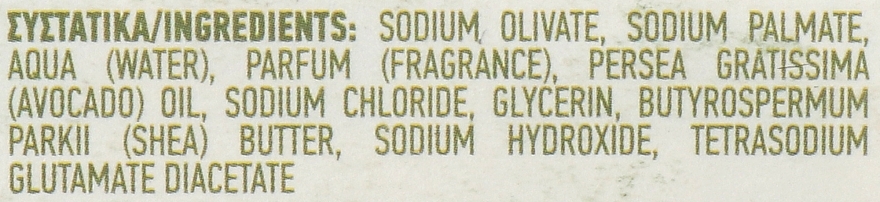 ΣΥΣΤΑΤΙΚΑ/INGREDIENTS: SODIUM OLIVATE, SODIUM PALMATE,
AQUA (WATER), PARFUM (FRAGRANCE), PERSEA GRATISSIMA
(AVOCADO) OIL, SODIUM CHLORIDE, GLYCERIN, BUTYROSPERMUM
PARKII (SHEA) BUTTER, SODIUM HYDROXIDE, TETRASODIUM
GLUTAMATE DIACETATE